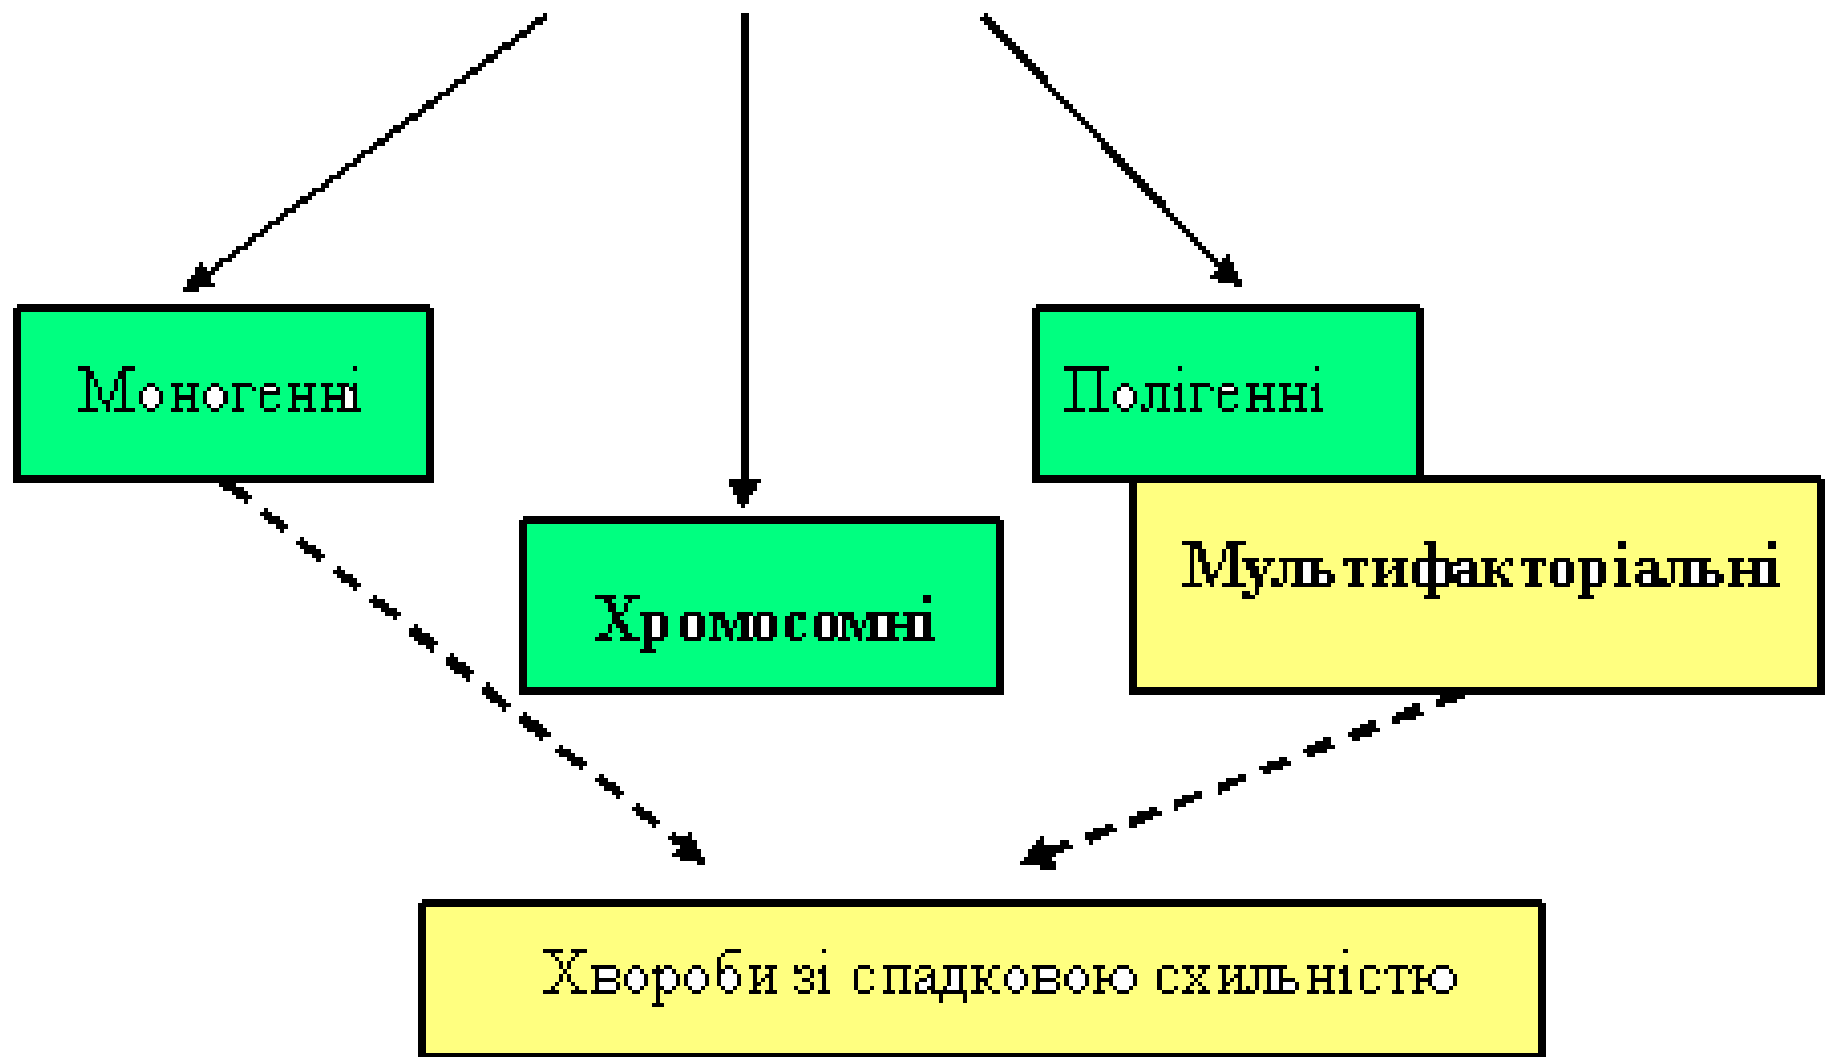 Моногенні
Полігенні
Мультифакторіальні
Хромосомні
Хвороби зі спадковою схильністю